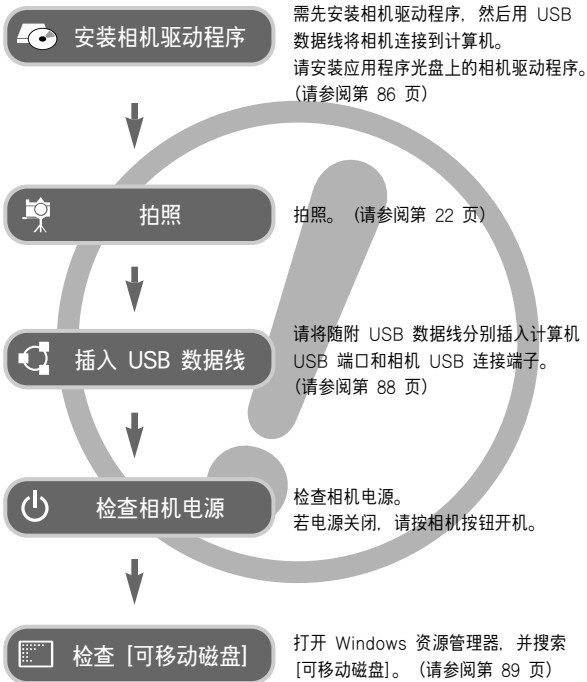 安装相机驱动程序
需先安装相机驱动程序, 然后用 USB
数据线将相机连接到计算机。
请安装应用程序光盘上的相机驱动程序。
(请参阅第 86 页)
拍照
拍照。 (请参阅第 22 页)
插入 USB 数据线
请将随附 USB 数据线分别插入计算机
USB 端口和相机 USB 连接端子。
(请参阅第 88 页)
检查相机电源
检查相机电源。
若电源关闭, 请按相机按钮开机。
检查 [可移动磁盘]
打开 Windows 资源管理器, 并搜索
[可移动磁盘]。 (请参阅第 89 页)